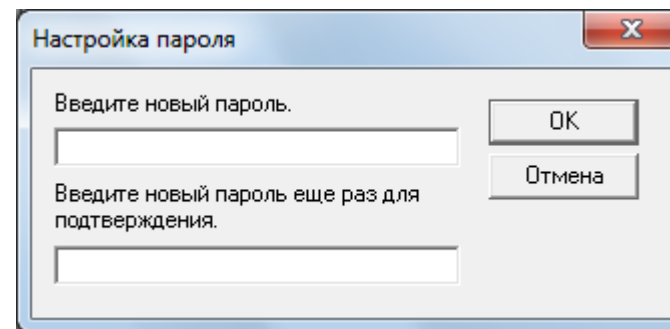 Настройка пароля
Введите новый пароль.
OK
Отмена
Введите новый пароль еще раз для
подтверждения.